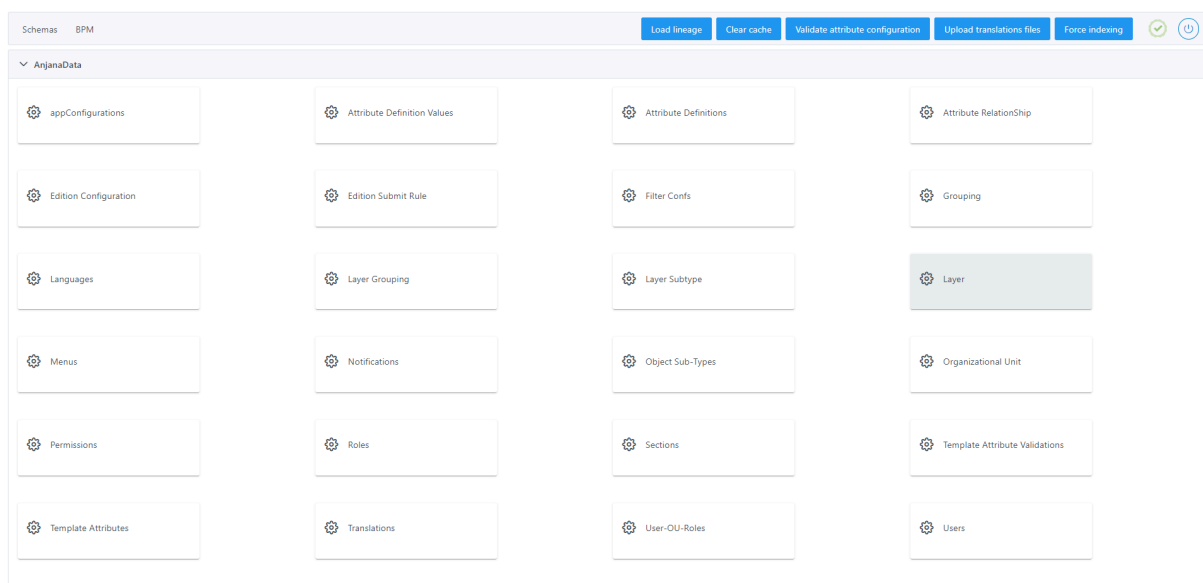 Schemas BPM Load lineage Clear cache Validate attribute configuration Upload translations files Force indexing
AnjanaData
appConfigurations Attribute Definition Values Attribute Definitions Attribute RelationShip
Edition Configuration Edition Submit Rule Filter Confs Grouping
Languages Layer Grouping Layer Subtype Layer
Menus Notifications Object Sub-Types Organizational Unit
Permissions Roles Sections Template Attribute Validations
Template Attributes Translations User-OU-Roles Users